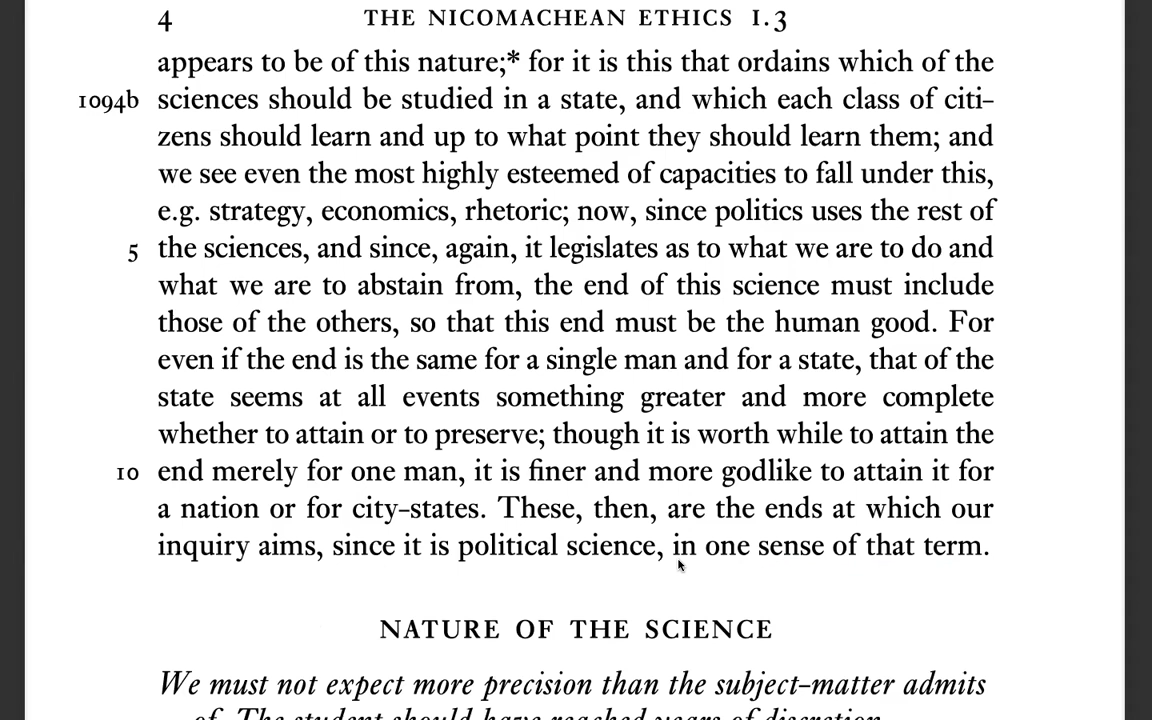 4 THE NICOMACHEAN ETHICS I.3
appears to be of this nature;* for it is this that ordains which of the
1094b sciences should be studied in a state, and which each class of citi-
zens should learn and up to what point they should learn them; and
we see even the most highly esteemed of capacities to fall under this,
e.g. strategy, economics, rhetoric; now, since politics uses the rest of
5 the sciences, and since, again, it legislates as to what we are to do and
what we are to abstain from, the end of this science must include
those of the others, so that this end must be the human good. For
even if the end is the same for a single man and for a state, that of the
state seems at all events something greater and more complete
whether to attain or to preserve; though it is worth while to attain the
10 end merely for one man, it is finer and more godlike to attain it for
a nation or for city-states. These, then, are the ends at which our
inquiry aims, since it is political science, in one sense of that term.
NATURE OF THE SCIENCE
We must not expect more precision than the subject-matter admits
of. The student should have reached years of discretion.